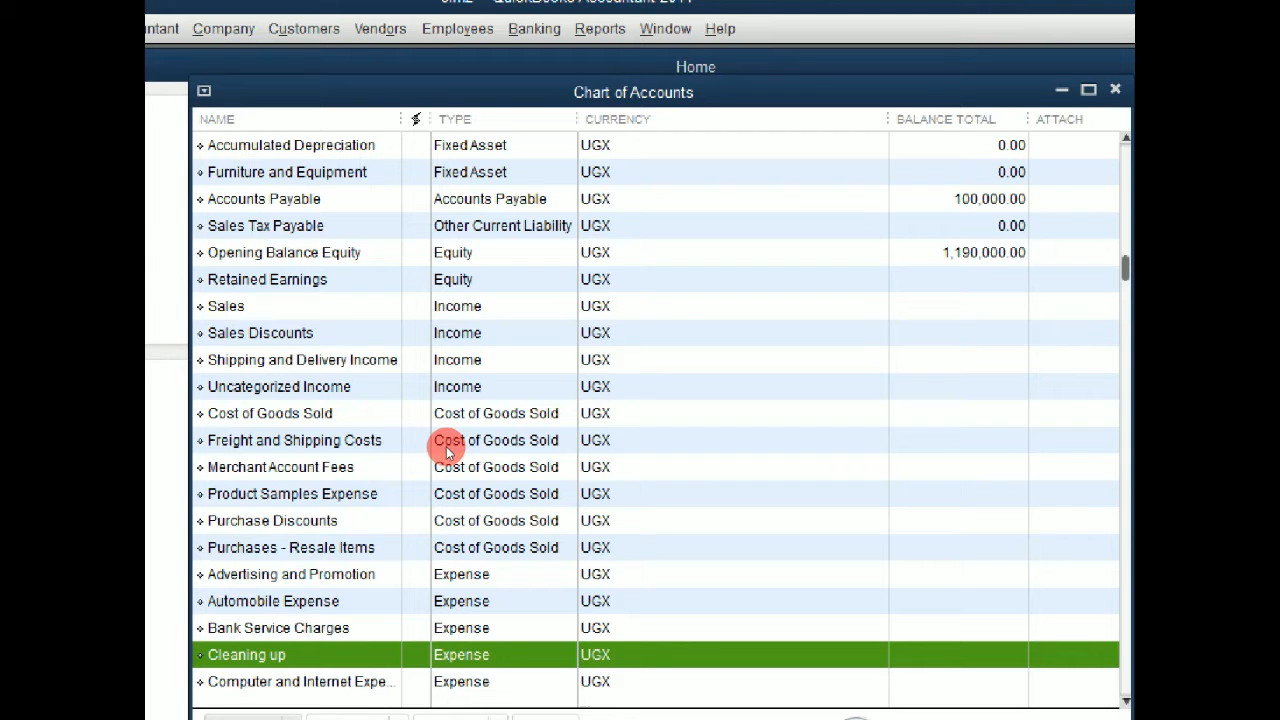 ntant Company Customers Vendors Employees Banking Reports Window Help
Home
Chart of Accounts
NAME TYPE CURRENCY BALANCE TOTAL ATTACH
Accumulated Depreciation Fixed Asset UGX 0.00
Furniture and Equipment Fixed Asset UGX 0.00
Accounts Payable Accounts Payable UGX 100,000.00
Sales Tax Payable Other Current Liability UGX 0.00
Opening Balance Equity Equity UGX 1,190,000.00
Retained Earnings Equity UGX
Sales Income UGX
Sales Discounts Income UGX
Shipping and Delivery Income Income UGX
Uncategorized Income Income UGX
Cost of Goods Sold Cost of Goods Sold UGX
Freight and Shipping Costs Cost of Goods Sold UGX
Merchant Account Fees Cost of Goods Sold UGX
Product Samples Expense Cost of Goods Sold UGX
Purchase Discounts Cost of Goods Sold UGX
Purchases - Resale Items Cost of Goods Sold UGX
Advertising and Promotion Expense UGX
Automobile Expense Expense UGX
Bank Service Charges Expense UGX
Cleaning up Expense UGX
Computer and Internet Expe... Expense UGX